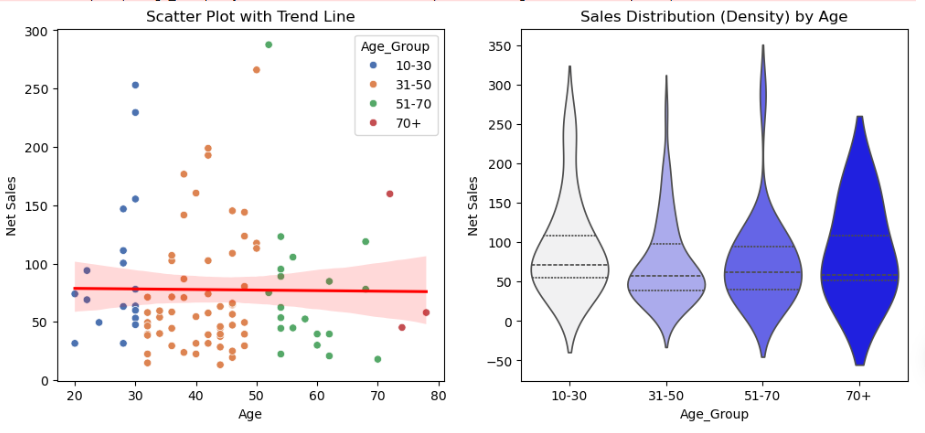 Scatter Plot with Trend Line
300
250
200
150
100
50
0
Net Sales
20 30 40 50 60 70 80
Age
Age_Group
10-30
31-50
51-70
70+
Sales Distribution (Density) by Age
350
300
250
200
150
100
50
0
−50
Net Sales
10-30 31-50 51-70 70+
Age_Group